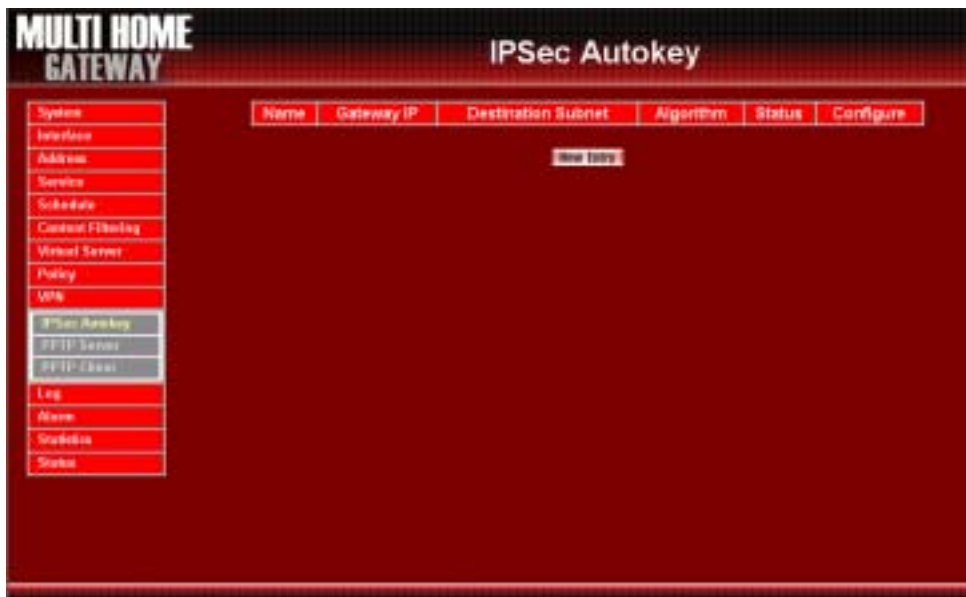 MULTI HOME
GATEWAY
IPSec Autokey
System
Interface
Address
Service
Schedule
Content Filtering
Virtual Server
Policy
VPN
IPSec Autokey
PPTP Server
PPTP Client
Log
Alarm
Statistics
Status
Name Gateway IP Destination Subnet Algorithm Status Configure
New Entry